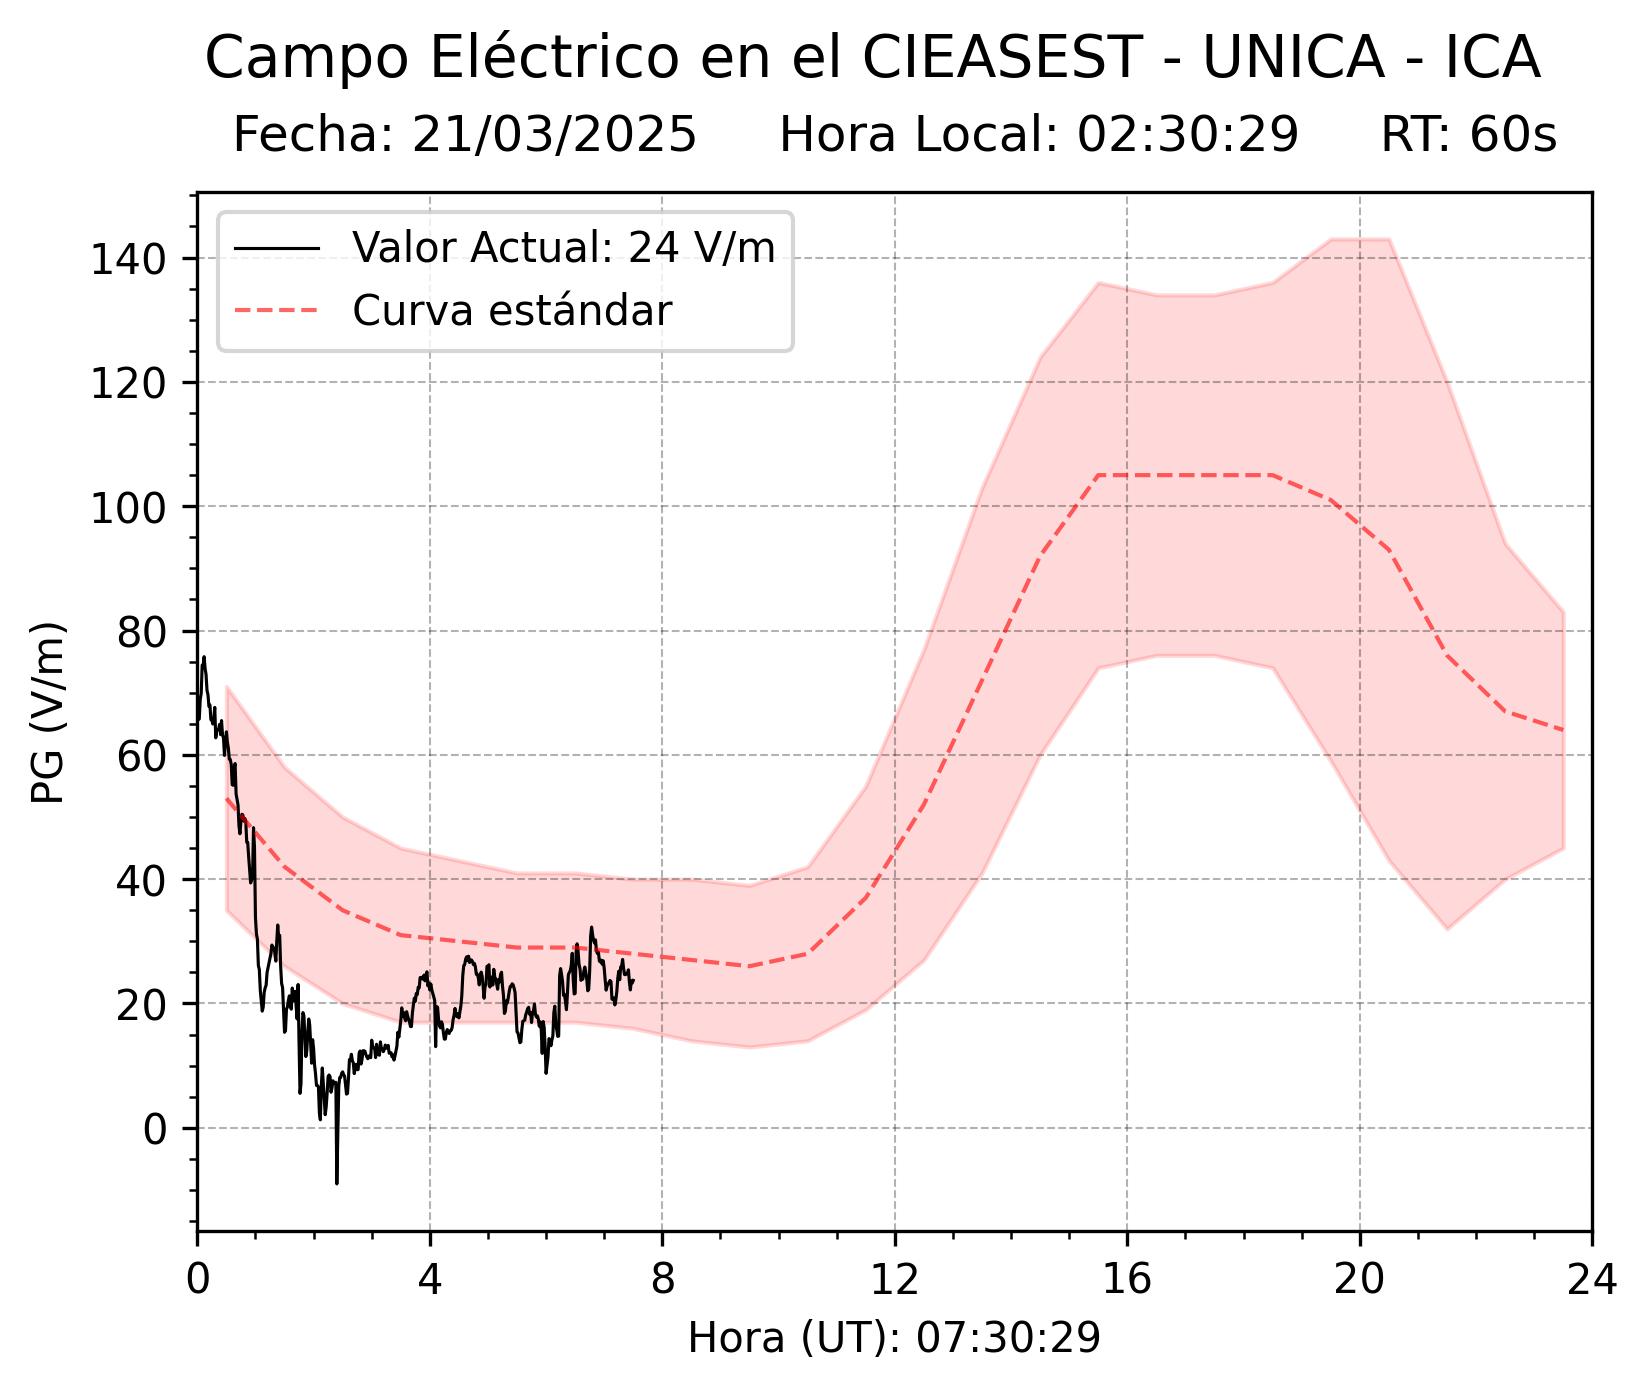 Campo Eléctrico en el CIEASEST - UNICA - ICA
Fecha: 21/03/2025 Hora Local: 02:30:29 RT: 60s
Valor Actual: 24 V/m
Curva estándar
140
120
100
80
60
40
20
0
PG (V/m)
0 4 8 12 16 20 24
Hora (UT): 07:30:29